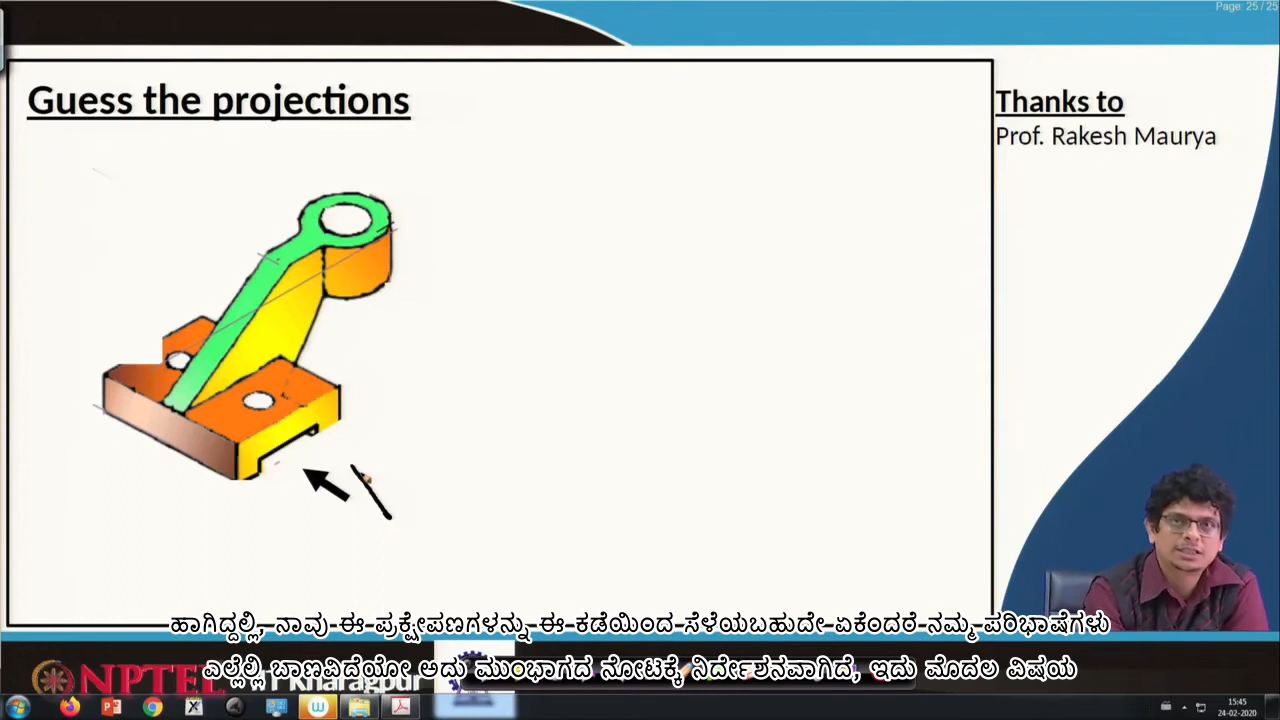 Page: 25 / 25
Guess the projections
Thanks to
Prof. Rakesh Maurya
ಹಾಗಿದ್ದಲ್ಲಿ, ನಾವು ಈ ಪ್ರಕ್ಷೇಪಣಗಳನ್ನು ಈ ಕಡೆಯಿಂದ ಸೆಳೆಯಬಹುದೇ ಏಕೆಂದರೆ ನಮ್ಮ ಪರಿಭಾಷೆಗಳು
ಎಲ್ಲೆಲ್ಲಿ ಬಾಣವಿದೆಯೋ ಅದು ಮುಂಭಾಗದ ನೋಟಕ್ಕೆ ನಿರ್ದೇಶನವಾಗಿದೆ, ಇದು ಮೊದಲ ವಿಷಯ
NPTEL
Kharagpur
15:45
24-02-2020